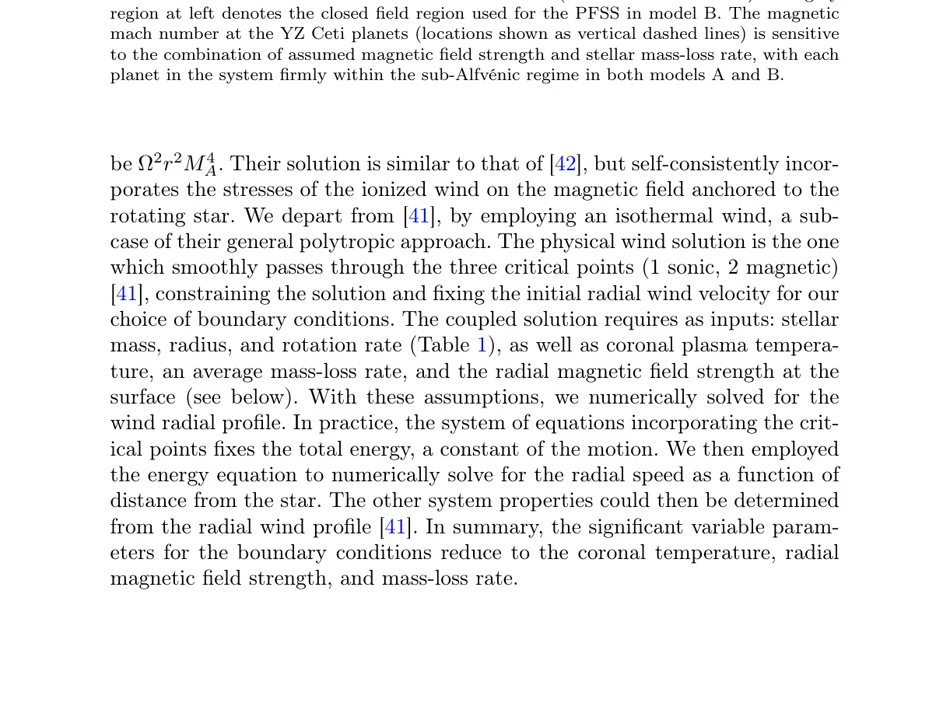 region at left denotes the closed field region used for the PFSS in model B. The magnetic
mach number at the YZ Ceti planets (locations shown as vertical dashed lines) is sensitive
to the combination of assumed magnetic field strength and stellar mass-loss rate, with each
planet in the system firmly within the sub-Alfvénic regime in both models A and B.
be Ω²r²M_A^4. Their solution is similar to that of [42], but self-consistently incor-
porates the stresses of the ionized wind on the magnetic field anchored to the
rotating star. We depart from [41], by employing an isothermal wind, a sub-
case of their general polytropic approach. The physical wind solution is the one
which smoothly passes through the three critical points (1 sonic, 2 magnetic)
[41], constraining the solution and fixing the initial radial wind velocity for our
choice of boundary conditions. The coupled solution requires as inputs: stellar
mass, radius, and rotation rate (Table 1), as well as coronal plasma tempera-
ture, an average mass-loss rate, and the radial magnetic field strength at the
surface (see below). With these assumptions, we numerically solved for the
wind radial profile. In practice, the system of equations incorporating the crit-
ical points fixes the total energy, a constant of the motion. We then employed
the energy equation to numerically solve for the radial speed as a function of
distance from the star. The other system properties could then be determined
from the radial wind profile [41]. In summary, the significant variable param-
eters for the boundary conditions reduce to the coronal temperature, radial
magnetic field strength, and mass-loss rate.